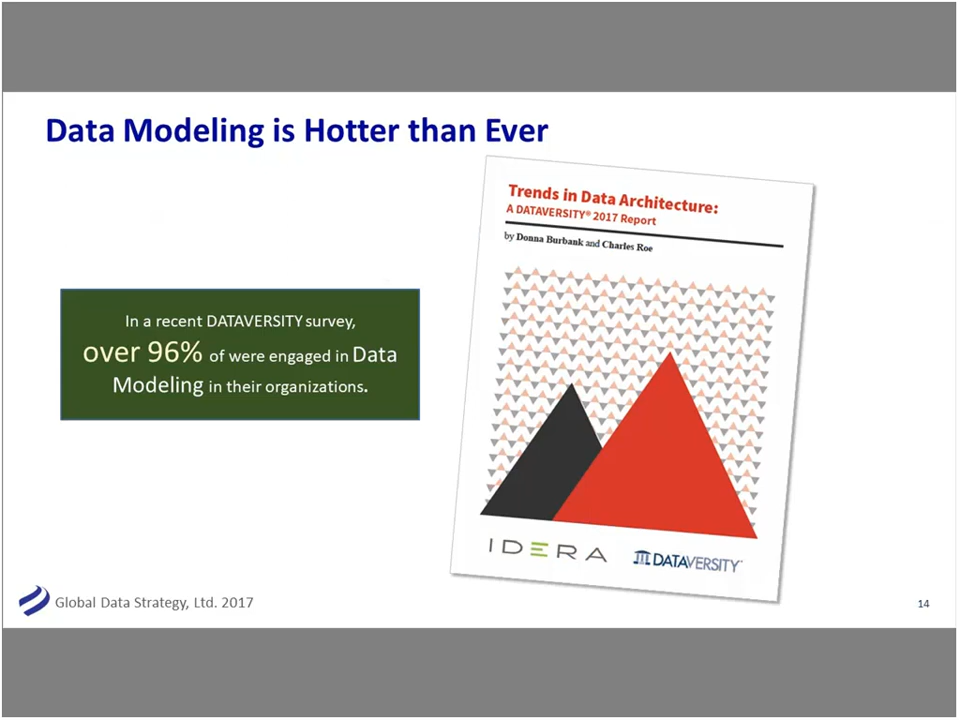 Data Modeling is Hotter than Ever
Trends in Data Architecture:
A DATAVERSITY® 2017 Report
by Donna Burbank and Charles Roe
In a recent DATAVERSITY survey,
over 96% of were engaged in Data
Modeling in their organizations.
IDERA
DATAVERSITY™
Global Data Strategy, Ltd. 2017
14